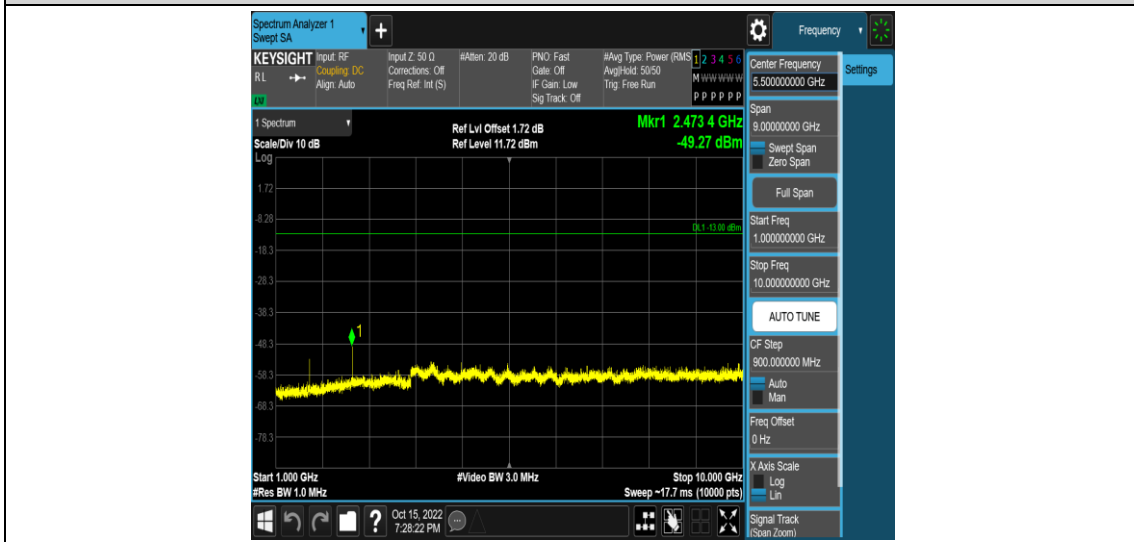 Spectrum Analyzer 1
Swept SA
+
Frequency
KEYSIGHT
RL
LXI
Input: RF
Coupling: DC
Align: Auto
Input Z: 50 Ω
Corrections: Off
Freq Ref: Int (S)
#Atten: 20 dB
PNO: Fast
Gate: Off
IF Gain: Low
Sig Track: Off
#Avg Type: Power (RMS
Avg|Hold: 50/50
Trig: Free Run
1 2 3 4 5 6
M W W W W W
P P P P P P
1 Spectrum
Scale/Div 10 dB
Ref Lvl Offset 1.72 dB
Ref Level 11.72 dBm
Mkr1 2.473 4 GHz
-49.27 dBm
Log
1.72
-8.28
-18.3
-28.3
-38.3
-48.3
-58.3
-68.3
-78.3
DL1 -13.00 dBm
1
Start 1.000 GHz
#Res BW 1.0 MHz
#Video BW 3.0 MHz
Stop 10.000 GHz
Sweep ~17.7 ms (10000 pts)
?
Oct 15, 2022
7:28:22 PM
Center Frequency
5.50000000 GHz
Settings
Span
9.00000000 GHz
Swept Span
Zero Span
Full Span
Start Freq
1.000000000 GHz
Stop Freq
10.000000000 GHz
AUTO TUNE
CF Step
900.000000 MHz
Auto
Man
Freq Offset
0 Hz
X Axis Scale
Log
Lin
Signal Track
(Span Zoom)